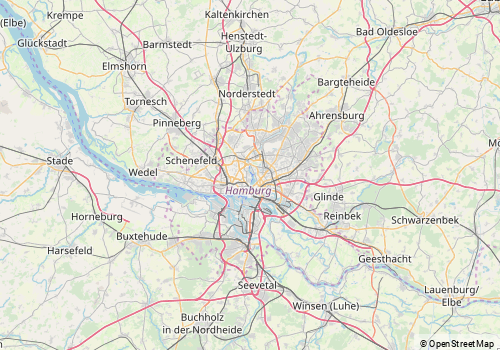 (Elbe)
Krempe
Kaltenkirchen
Glückstadt
Barmstedt
Henstedt-
Ulzburg
Bad Oldesloe
Elmshorn
Bargteheide
Tornesch
Norderstedt
Pinneberg
Ahrensburg
Stade
Schenefeld
Wedel
Hamburg
Glinde
Horneburg
Reinbek
Schwarzenbek
Buxtehude
Harsefeld
Geesthacht
Seevetal
Lauenburg/
Elbe
Winsen (Luhe)
Buchholz
in der Nordheide
© OpenStreetMap